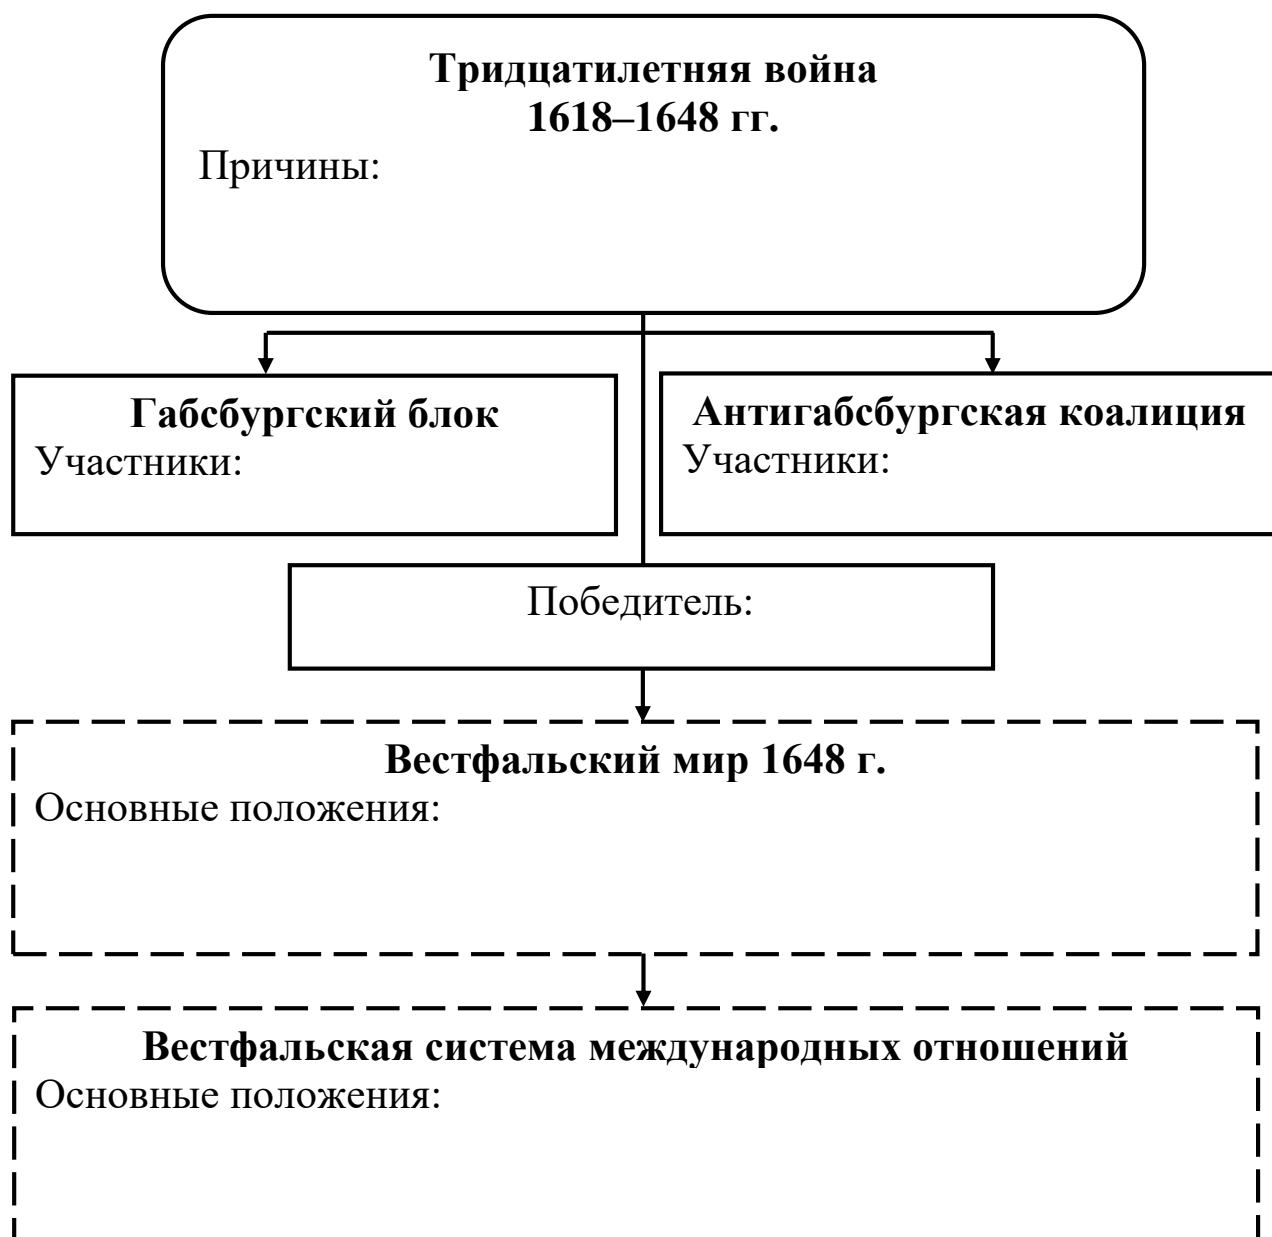 Тридцатилетняя война
1618–1648 гг.
Причины:
Габсбургский блок
Участники:
Антигабсбургская коалиция
Участники:
Победитель:
Вестфальский мир 1648 г.
Основные положения:
Вестфальская система международных отношений
Основные положения: